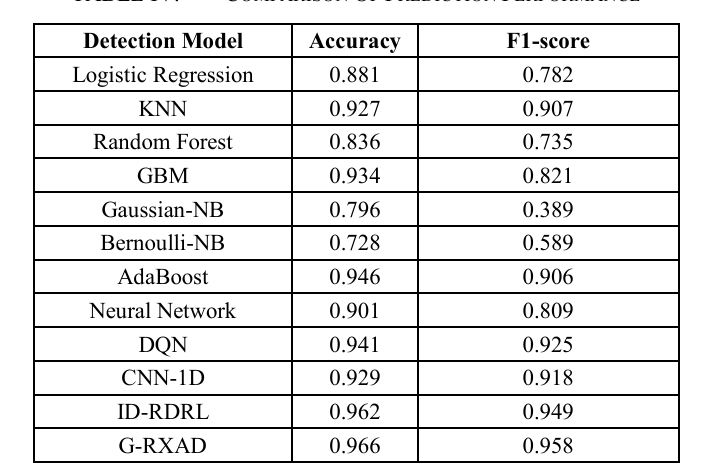 Detection Model Accuracy F1-score
Logistic Regression 0.881 0.782
KNN 0.927 0.907
Random Forest 0.836 0.735
GBM 0.934 0.821
Gaussian-NB 0.796 0.389
Bernoulli-NB 0.728 0.589
AdaBoost 0.946 0.906
Neural Network 0.901 0.809
DQN 0.941 0.925
CNN-1D 0.929 0.918
ID-RDRL 0.962 0.949
G-RXAD 0.966 0.958